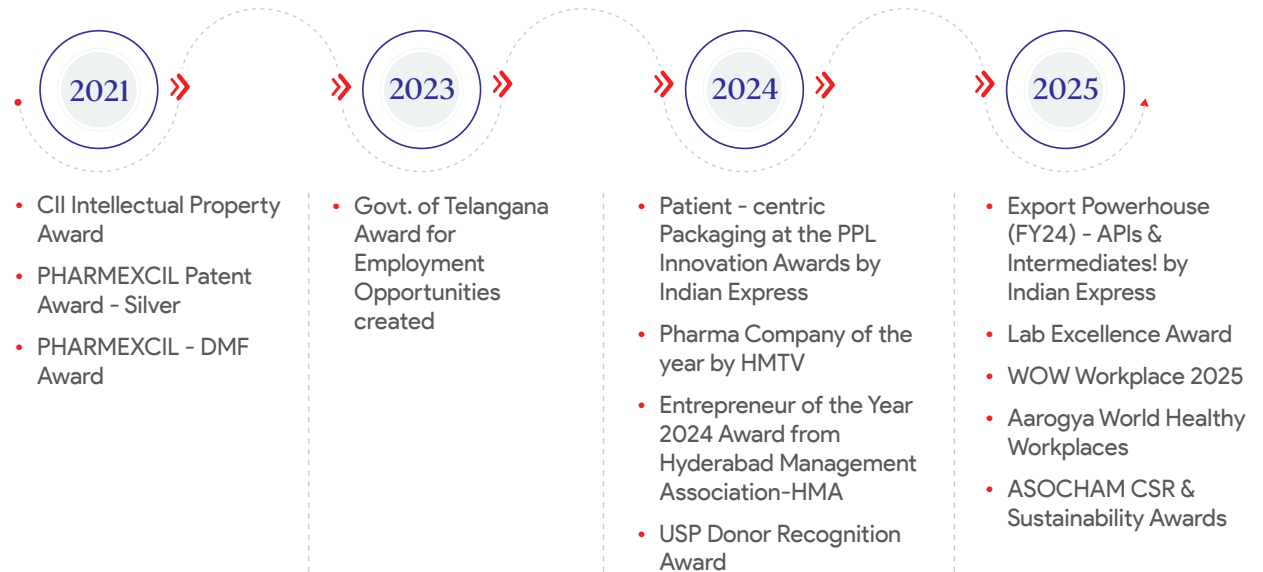 2021
2023
2024
2025
• CII Intellectual Property
Award
• PHARMEXCIL Patent
Award - Silver
• PHARMEXCIL - DMF
Award
• Govt. of Telangana
Award for
Employment
Opportunities
created
• Patient - centric
Packaging at the PPL
Innovation Awards by
Indian Express
• Pharma Company of the
year by HMTV
• Entrepreneur of the Year
2024 Award from
Hyderabad Management
Association-HMA
• USP Donor Recognition
Award
• Export Powerhouse
(FY24) - APIs &
Intermediates! by
Indian Express
• Lab Excellence Award
• WOW Workplace 2025
• Aarogya World Healthy
Workplaces
• ASOCHAM CSR &
Sustainability Awards